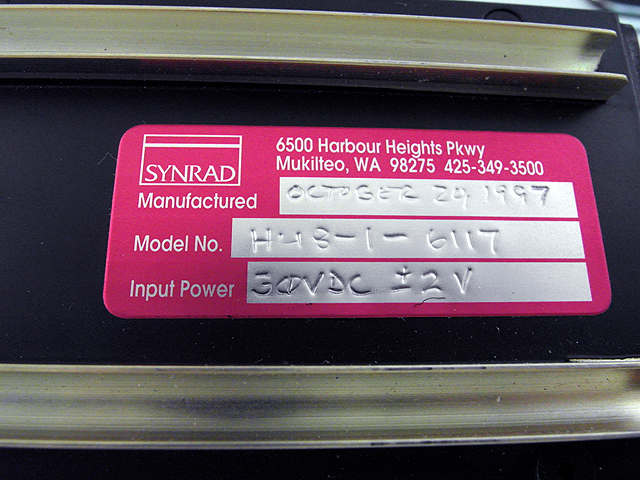 SYNRAD
6500 Harbour Heights Pkwy
Mukilteo, WA 98275 425-349-3500
Manufactured OCTOBER 24 1997
Model No. H48-1-6117
Input Power 30VDC ±2V